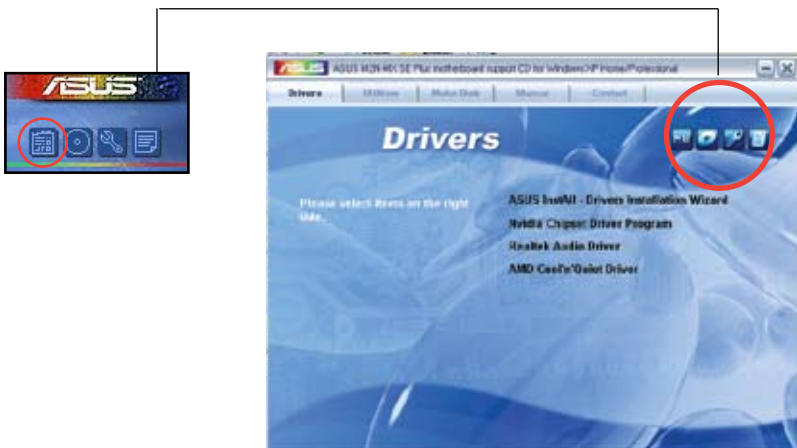 ASUS
ASUS M2N-MX SE Plus motherboard support CD for Windows XP Home/Professional
Drivers Utilities Make Disk Manual Contact
Drivers
Please select items on the right side.
ASUS InstAll - Drivers Installation Wizard
Nvidia Chipset Driver Program
Realtek Audio Driver
AMD Cool'n'Quiet Driver